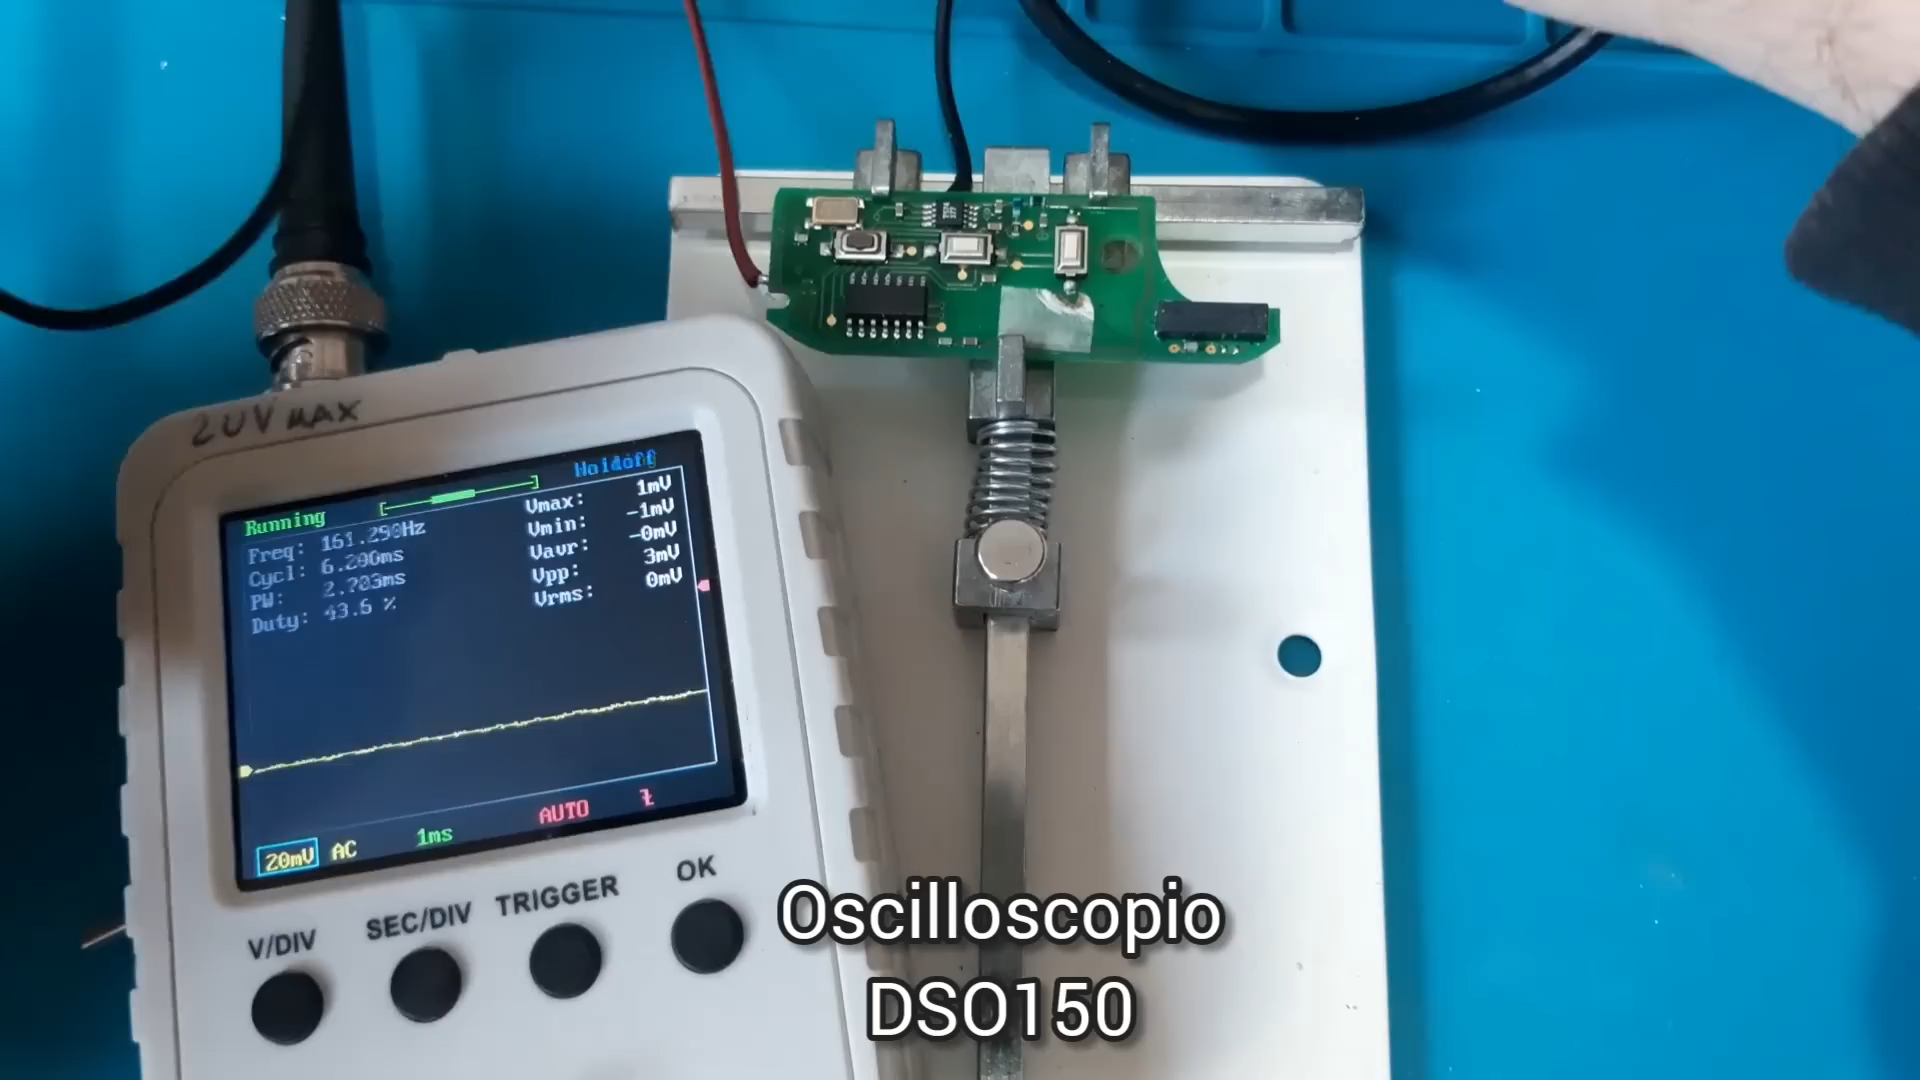 2UV MAX
Running
Holdoff
Freq: 161.290Hz
Cycl: 6.200ms
PW: 2.703ms
Duty: 43.6 %
Vmax: 1mV
Vmin: -1mV
Vavr: -0mV
Vpp: 3mV
Vrms: 0mV
20mV AC 1ms AUTO
V/DIV SEC/DIV TRIGGER OK
Oscilloscopio
DSO150